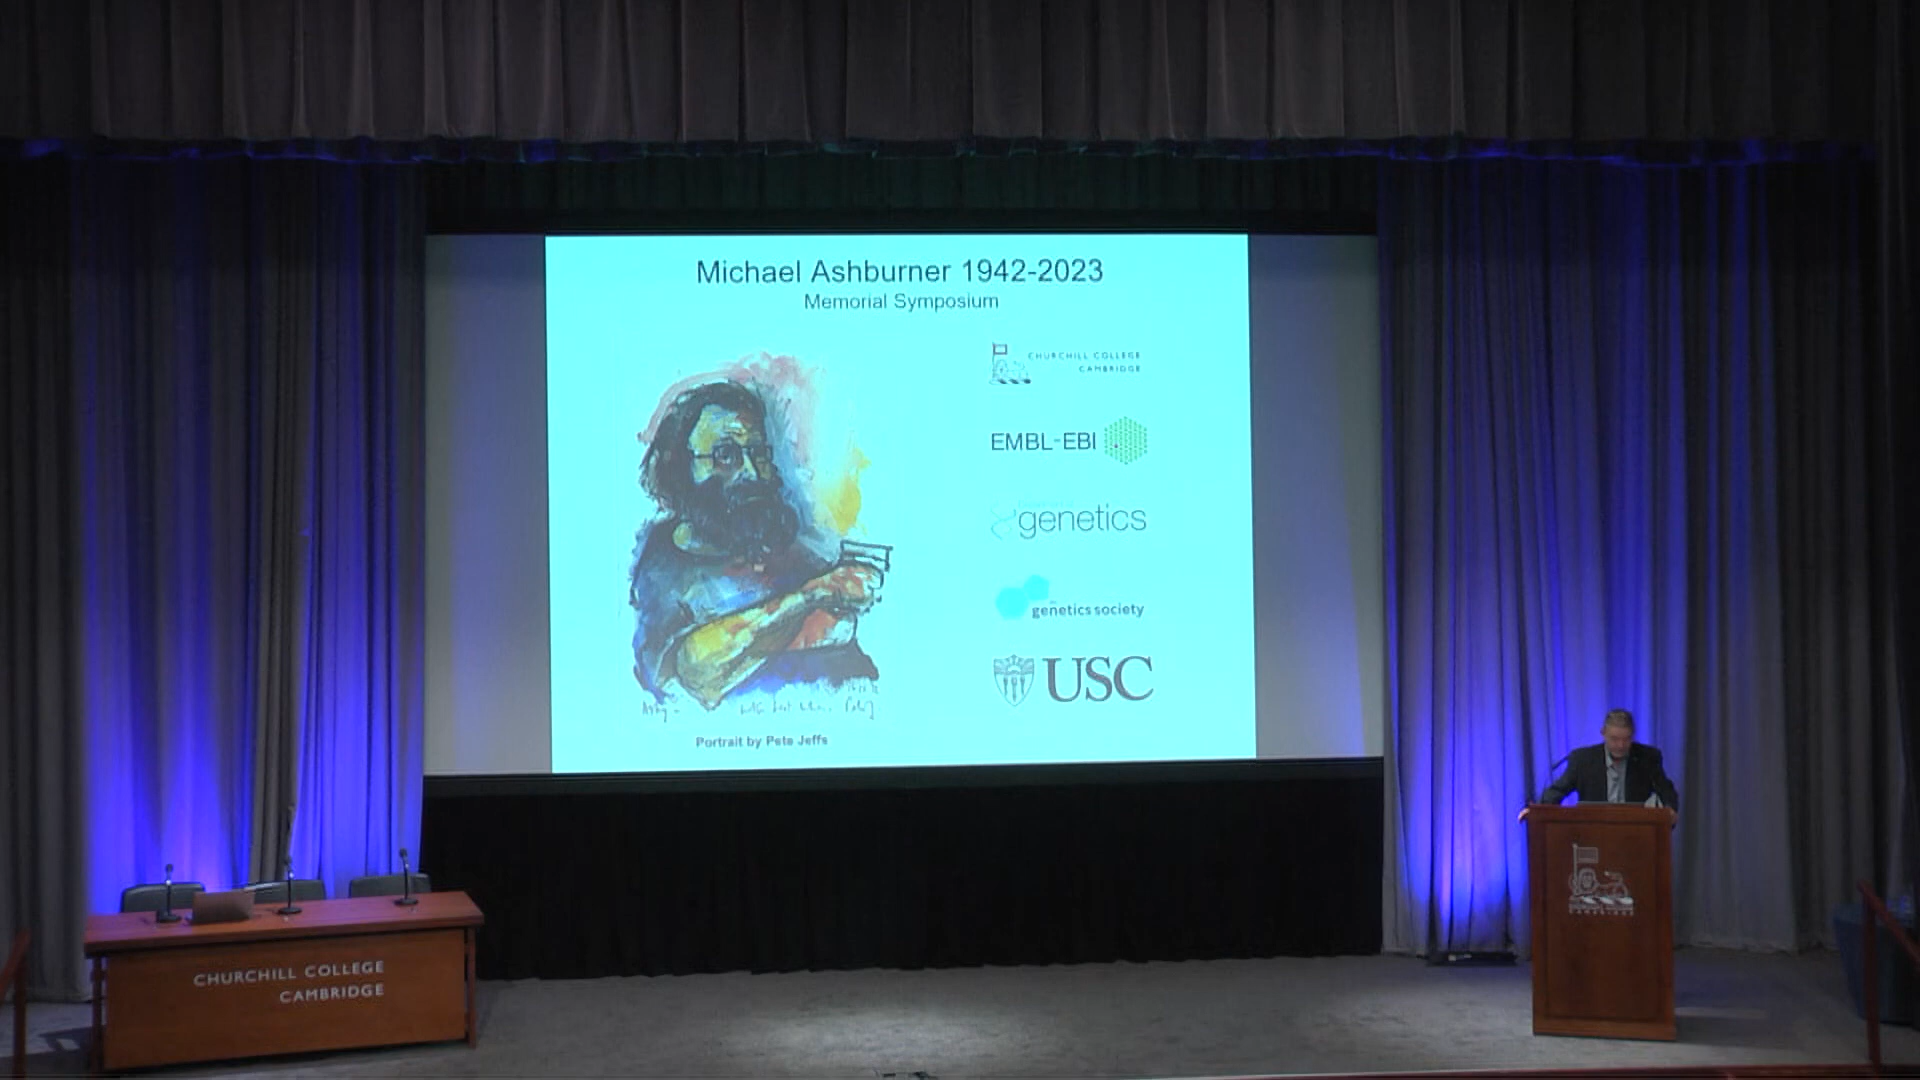 Michael Ashburner 1942-2023
Memorial Symposium
CHURCHILL COLLEGE
CAMBRIDGE
EMBL-EBI
genetics
genetics society
USC
Portrait by Pete Jeffs
CHURCHILL COLLEGE
CAMBRIDGE
CAMBRIDGE